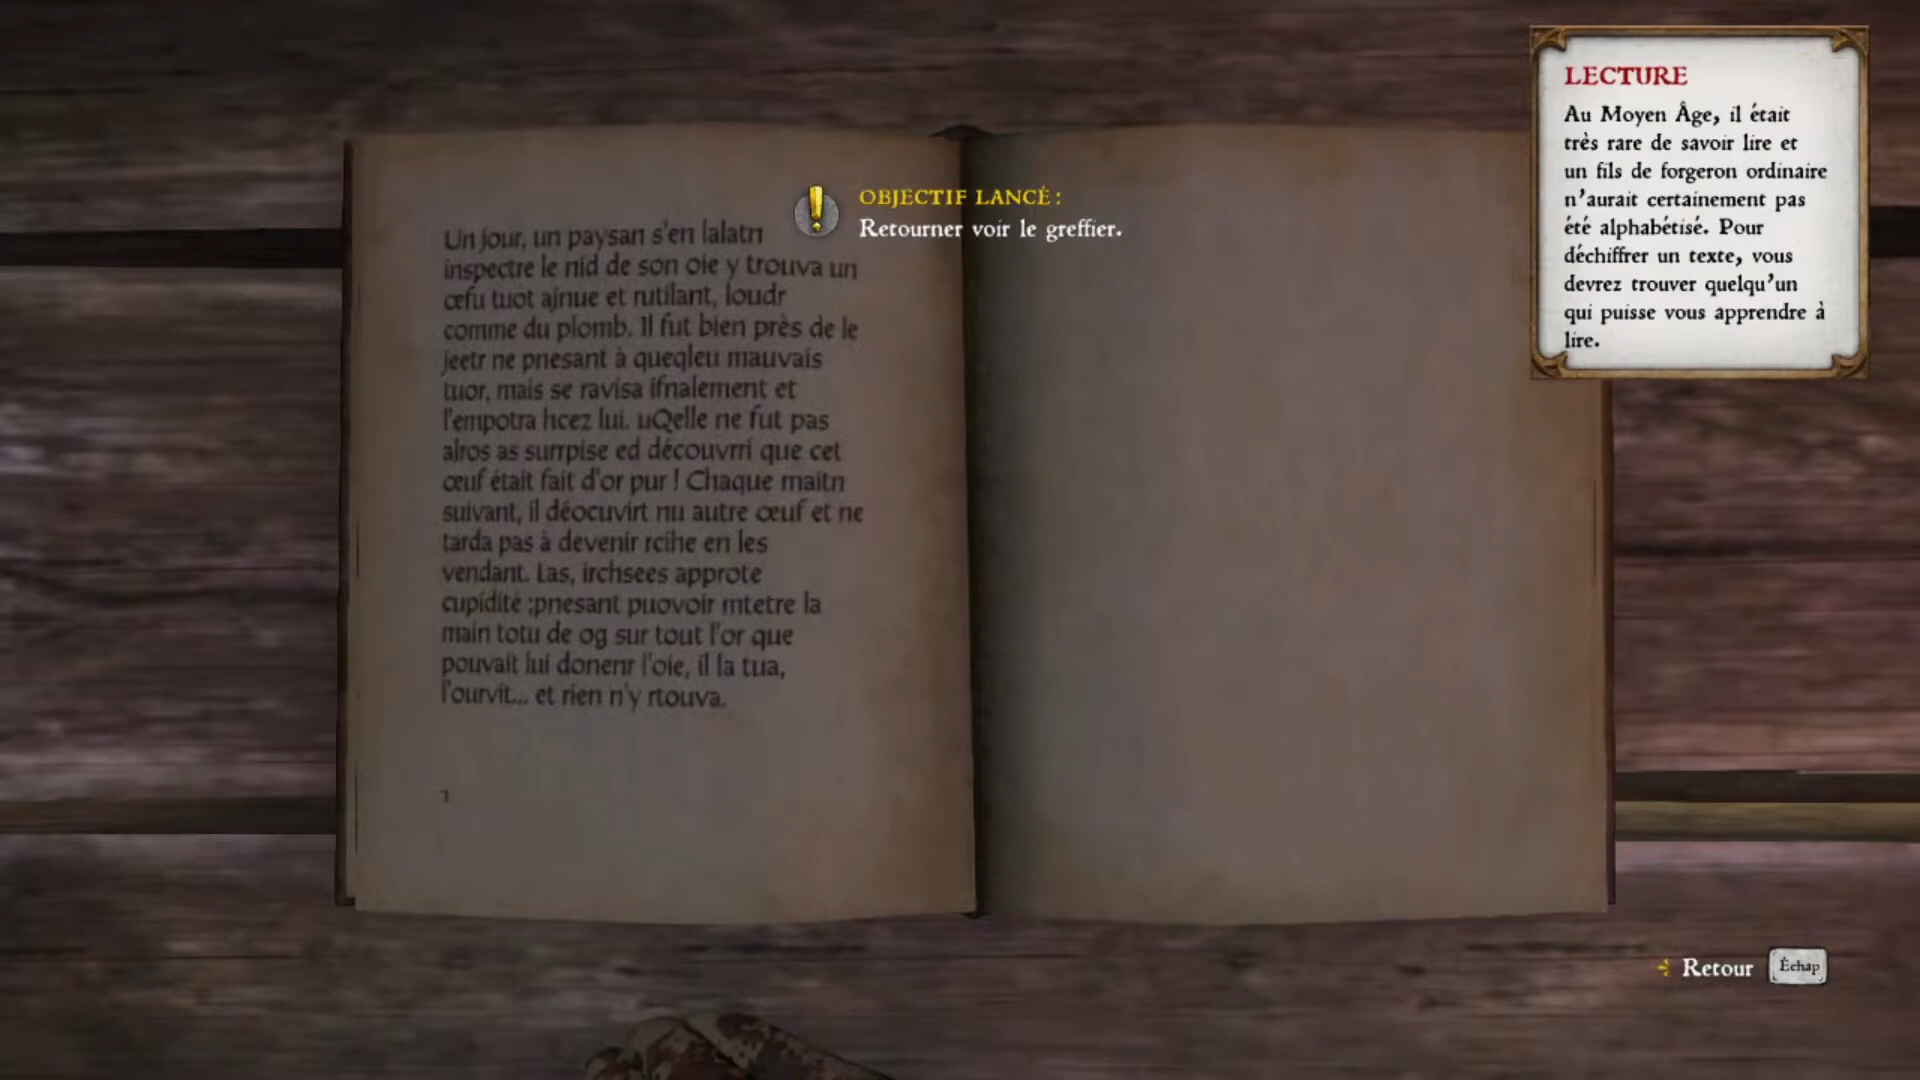 Un jour, un paysan s'en lalatn
inspectre le nid de son oie y trouva un
œfu tuot ajnue et rutilant, loudr
comme du plomb. Il fut bien près de le
jeetr ne pnesant à queqleu mauvais
tuor, mais se ravisa ifnalement et
l'empotra hcez lui. uQelle ne fut pas
alros as surrpise ed découvrri que cet
œuf était fait d'or pur ! Chaque maitn
suivant, il déocuvirt nu autre œuf et ne
tarda pas à devenir rcihe en les
vendant. Las, irchsees approte
cupidité ;pnesant puovoir mtetre la
main totu de og sur tout l'or que
pouvait lui donenr l'oie, il la tua,
l'ourvit... et rien n'y rtouva.
1
OBJECTIF LANCÉ :
Retourner voir le greffier.
LECTURE
Au Moyen Âge, il était
très rare de savoir lire et
un fils de forgeron ordinaire
n'aurait certainement pas
été alphabétisé. Pour
déchiffrer un texte, vous
devrez trouver quelqu'un
qui puisse vous apprendre à
lire.
Retour Échap